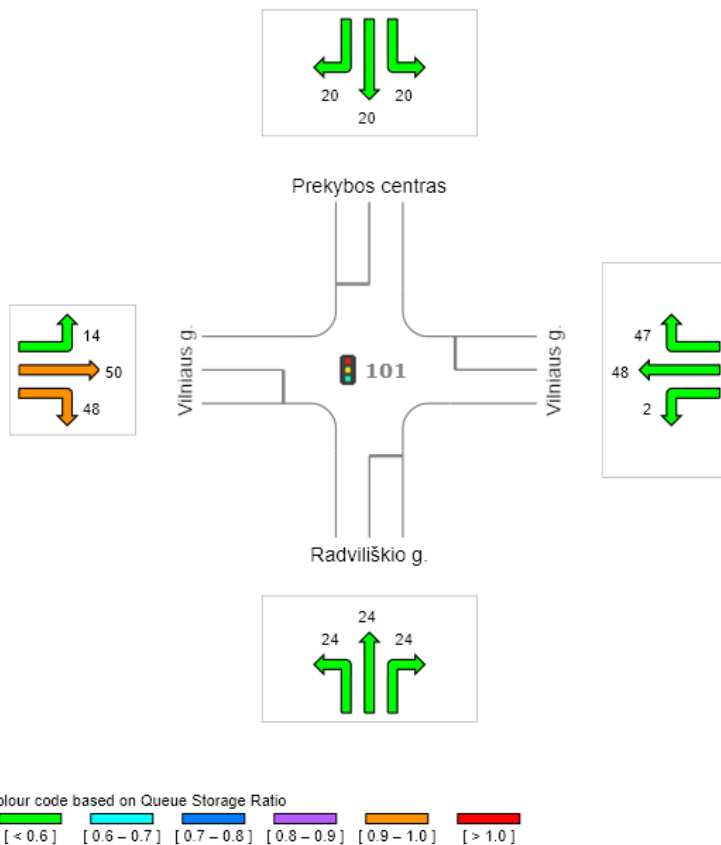 20 20
20
Prekybos centras
14
50
48
Vilniaus g.
101
Vilniaus g.
47
48
2
Radviliškio g.
24
24 24
olour code based on Queue Storage Ratio
[ < 0.6 ] [ 0.6 – 0.7 ] [ 0.7 – 0.8 ] [ 0.8 – 0.9 ] [ 0.9 – 1.0 ] [ > 1.0 ]